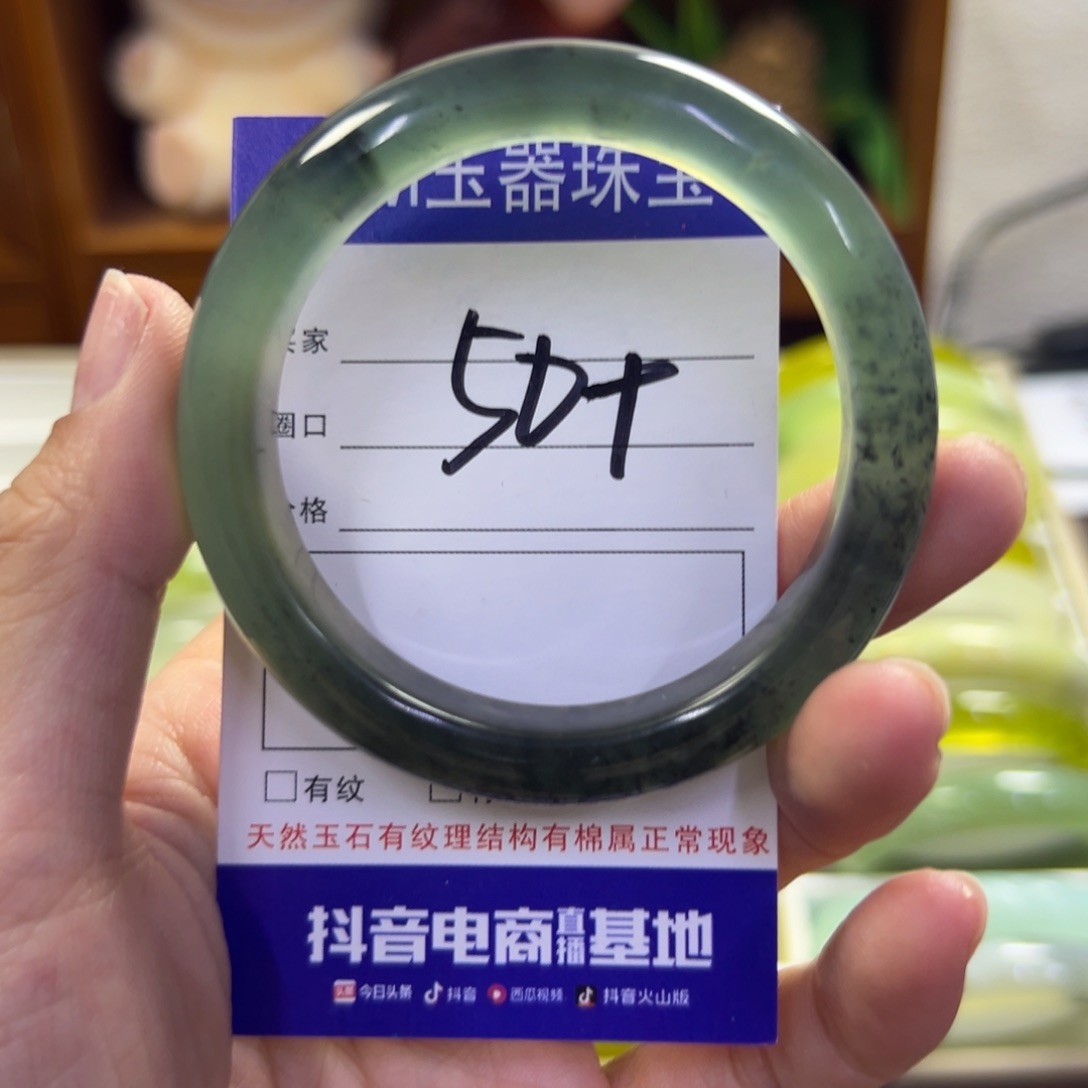 玉器珠宝
家
5D+
圈口
格
有纹
天然玉石有纹理结构有棉属正常现象
抖音电商直播基地
今日头条 抖音 西瓜视频 抖音火山版